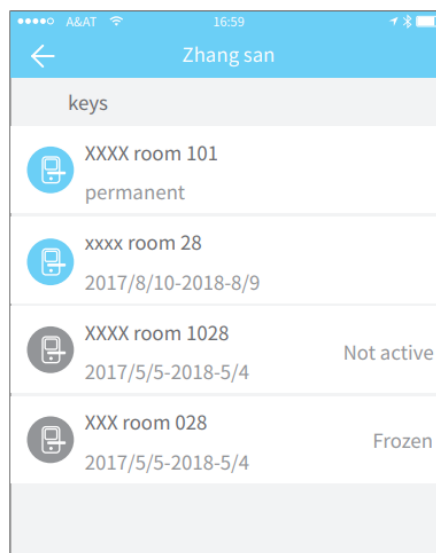 A&AT 16:59
Zhang san
keys
XXXX room 101
permanent
xxxx room 28
2017/8/10-2018-8/9
XXXX room 1028
2017/5/5-2018-5/4
Not active
XXX room 028
2017/5/5-2018-5/4
Frozen